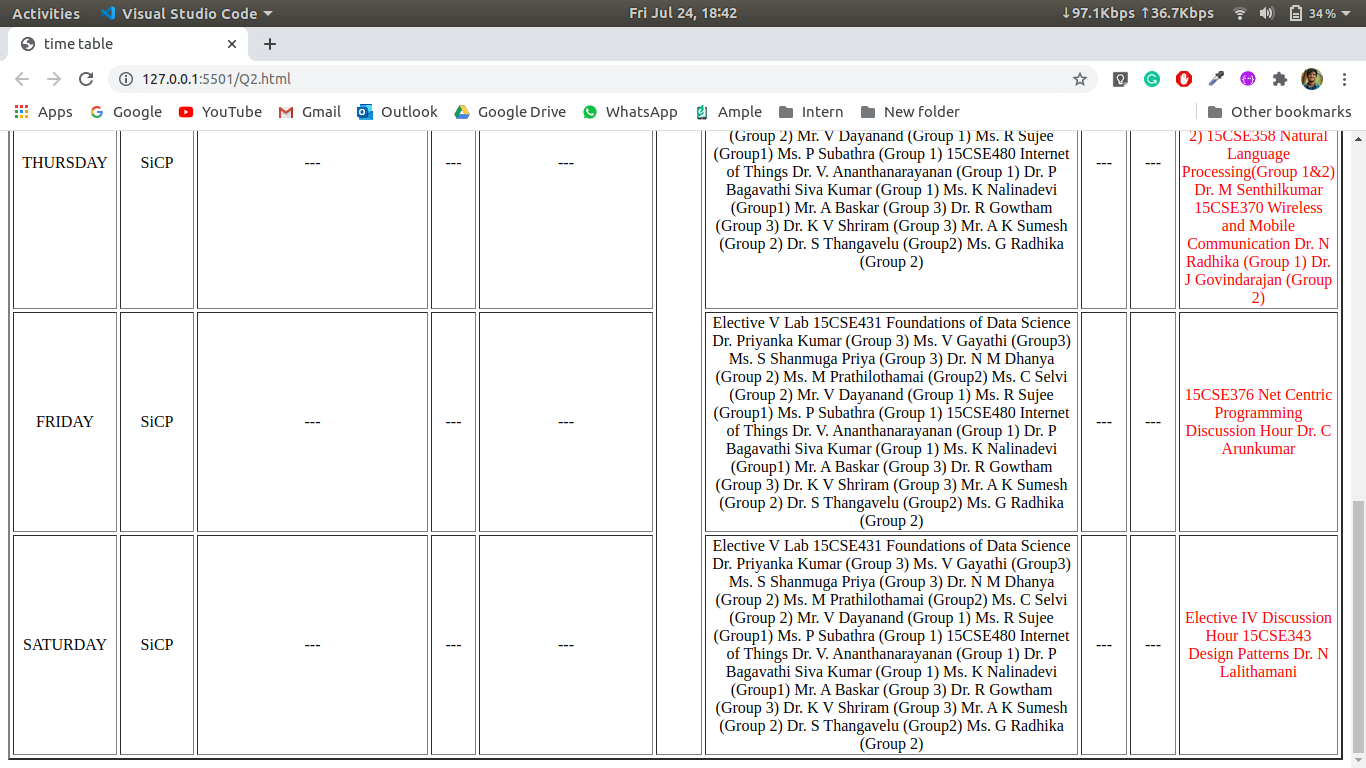 Activities Visual Studio Code Fri Jul 24, 18:42 ↓97.1Kbps ↑36.7Kbps 34%
time table
127.0.0.1:5501/Q2.html
Apps Google YouTube Gmail Outlook Google Drive WhatsApp Ample Intern New folder Other bookmarks
THURSDAY
SiCP
---
---
---
(Group 2) Mr. V Dayanand (Group 1) Ms. R Sujee
(Group1) Ms. P Subathra (Group 1) 15CSE480 Internet
of Things Dr. V. Ananthanarayanan (Group 1) Dr. P
Bagavathi Siva Kumar (Group 1) Ms. K Nalinadevi
(Group1) Mr. A Baskar (Group 3) Dr. R Gowtham
(Group 3) Dr. K V Shriram (Group 3) Mr. A K Sumesh
(Group 2) Dr. S Thangavelu (Group2) Ms. G Radhika
(Group 2)
---
---
2) 15CSE358 Natural
Language
Processing(Group 1&2)
Dr. M Senthilkumar
15CSE370 Wireless
and Mobile
Communication Dr. N
Radhika (Group 1) Dr.
J Govindarajan (Group
2)
FRIDAY
SiCP
---
---
---
Elective V Lab 15CSE431 Foundations of Data Science
Dr. Priyanka Kumar (Group 3) Ms. V Gayathi (Group3)
Ms. S Shanmuga Priya (Group 3) Dr. N M Dhanya
(Group 2) Ms. M Prathilothamai (Group2) Ms. C Selvi
(Group 2) Mr. V Dayanand (Group 1) Ms. R Sujee
(Group1) Ms. P Subathra (Group 1) 15CSE480 Internet
of Things Dr. V. Ananthanarayanan (Group 1) Dr. P
Bagavathi Siva Kumar (Group 1) Ms. K Nalinadevi
(Group1) Mr. A Baskar (Group 3) Dr. R Gowtham
(Group 3) Dr. K V Shriram (Group 3) Mr. A K Sumesh
(Group 2) Dr. S Thangavelu (Group2) Ms. G Radhika
(Group 2)
---
---
15CSE376 Net Centric
Programming
Discussion Hour Dr. C
Arunkumar
SATURDAY
SiCP
---
---
---
Elective V Lab 15CSE431 Foundations of Data Science
Dr. Priyanka Kumar (Group 3) Ms. V Gayathi (Group3)
Ms. S Shanmuga Priya (Group 3) Dr. N M Dhanya
(Group 2) Ms. M Prathilothamai (Group2) Ms. C Selvi
(Group 2) Mr. V Dayanand (Group 1) Ms. R Sujee
(Group1) Ms. P Subathra (Group 1) 15CSE480 Internet
of Things Dr. V. Ananthanarayanan (Group 1) Dr. P
Bagavathi Siva Kumar (Group 1) Ms. K Nalinadevi
(Group1) Mr. A Baskar (Group 3) Dr. R Gowtham
(Group 3) Dr. K V Shriram (Group 3) Mr. A K Sumesh
(Group 2) Dr. S Thangavelu (Group2) Ms. G Radhika
(Group 2)
---
---
Elective IV Discussion
Hour 15CSE343
Design Patterns Dr. N
Lalithamani